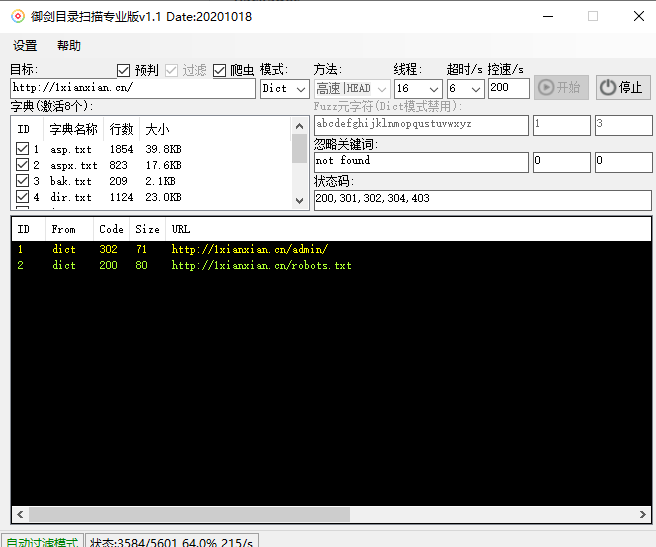 御剑目录扫描专业版v1.1 Date:20201018
设置 帮助
目标: 预判 过滤 爬虫 模式: 方法: 线程: 超时/s 控速/s
http://1xianxian.cn/ Dict 高速|HEAD 16 6 200 开始 停止
字典(激活8个): Fuzz元字符(Dict模式禁用):
abcdefghijklnmopqustuvwxyz 1 3
ID 字典名称 行数 大小
忽略关键词:
1 asp.txt 1854 39.8KB
not found 0 0
2 aspx.txt 823 17.6KB
3 bak.txt 209 2.1KB
状态码:
4 dir.txt 1124 23.0KB
200,301,302,304,403
ID From Code Size URL
1 dict 302 71 http://1xianxian.cn/admin/
2 dict 200 80 http://1xianxian.cn/robots.txt
自动过滤模式 状态:3584/5601 64.0% 215/s